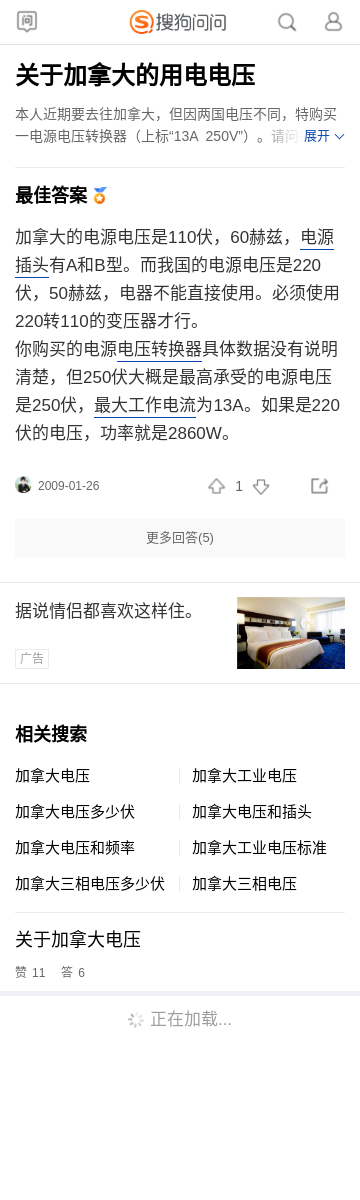 问
搜狗问问
关于加拿大的用电电压
本人近期要去往加拿大，但因两国电压不同，特购买
一电源电压转换器（上标“13A 250V”）。请问 展开
最佳答案
加拿大的电源电压是110伏，60赫兹，电源
插头有A和B型。而我国的电源电压是220
伏，50赫兹，电器不能直接使用。必须使用
220转110的变压器才行。
你购买的电源电压转换器具体数据没有说明
清楚，但250伏大概是最高承受的电源电压
是250伏，最大工作电流为13A。如果是220
伏的电压，功率就是2860W。
2009-01-26 1
更多回答(5)
据说情侣都喜欢这样住。
广告
相关搜索
加拿大电压 加拿大工业电压
加拿大电压多少伏 加拿大电压和插头
加拿大电压和频率 加拿大工业电压标准
加拿大三相电压多少伏 加拿大三相电压
关于加拿大电压
赞 11 答 6
正在加载...